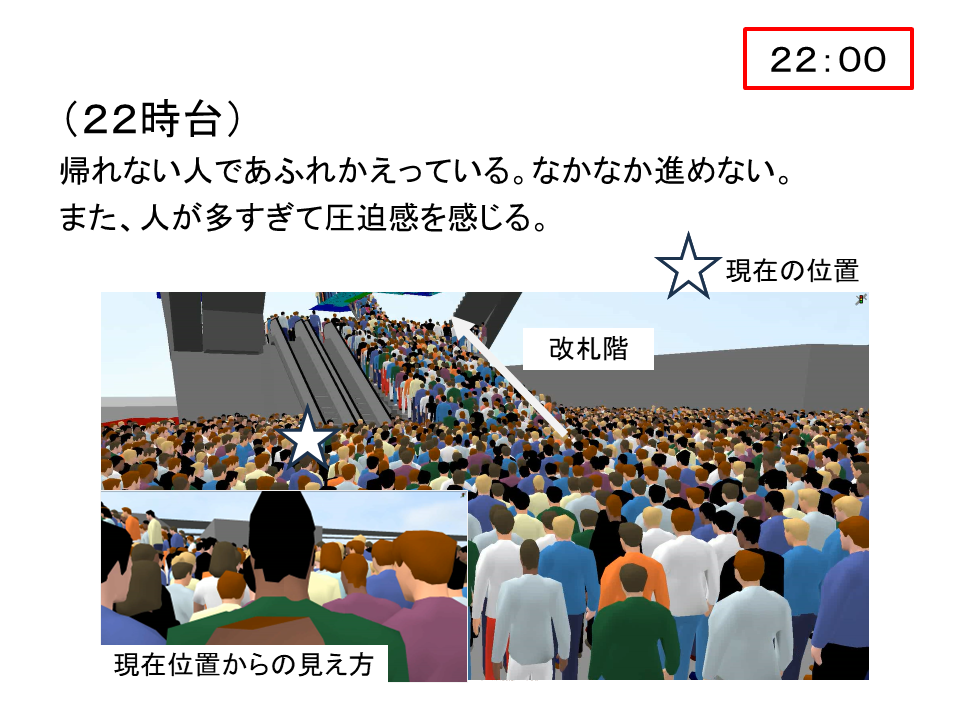 22:00
（22時台）
帰れない人であふれかえっている。なかなか進めない。
また、人が多すぎて圧迫感を感じる。
現在の位置
改札階
現在位置からの見え方